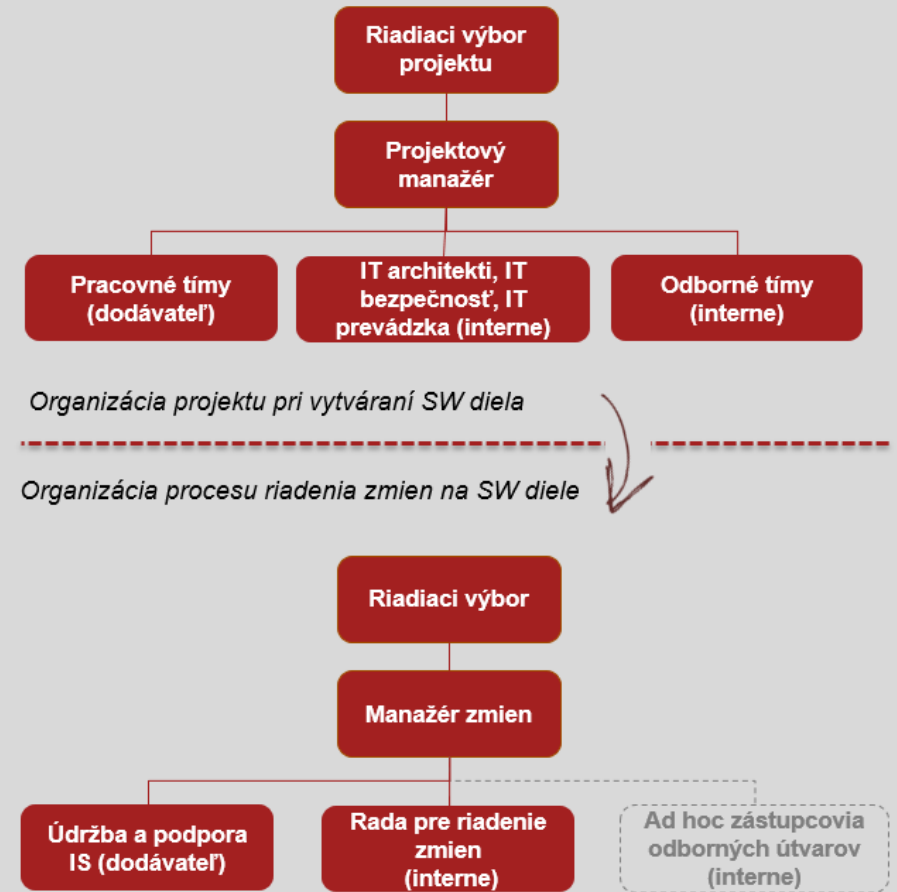 Riadiaci výbor
projektu
Projektový
manažér
Pracovné tímy
(dodávateľ)
IT architekti, IT
bezpečnosť, IT
prevádzka (interne)
Odborné tímy
(interne)
Organizácia projektu pri vytváraní SW diela
Organizácia procesu riadenia zmien na SW diele
Riadiaci výbor
Manažér zmien
Údržba a podpora
IS (dodávateľ)
Rada pre riadenie
zmien
(interne)
Ad hoc zástupcovia
odborných útvarov
(interne)